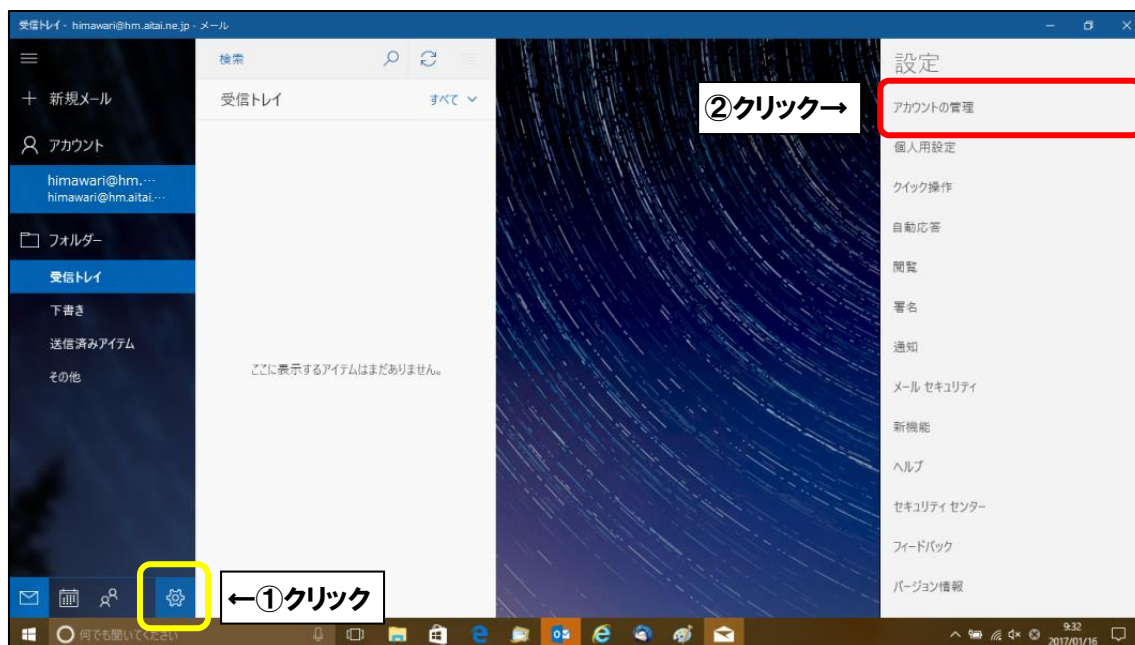 受信トレイ - himawari@hm.aitai.ne.jp - メール
検索
設定
新規メール
受信トレイ
すべて
②クリック→
アカウントの管理
アカウント
個人用設定
himawari@hm.…
himawari@hm.aitai.…
クイック操作
フォルダー
自動応答
受信トレイ
閲覧
下書き
署名
送信済みアイテム
通知
ここに表示するアイテムはまだありません。
その他
メール セキュリティ
新機能
ヘルプ
セキュリティ センター
フィードバック
バージョン情報
←①クリック
何でも聞いてください
9:32
2017/01/16